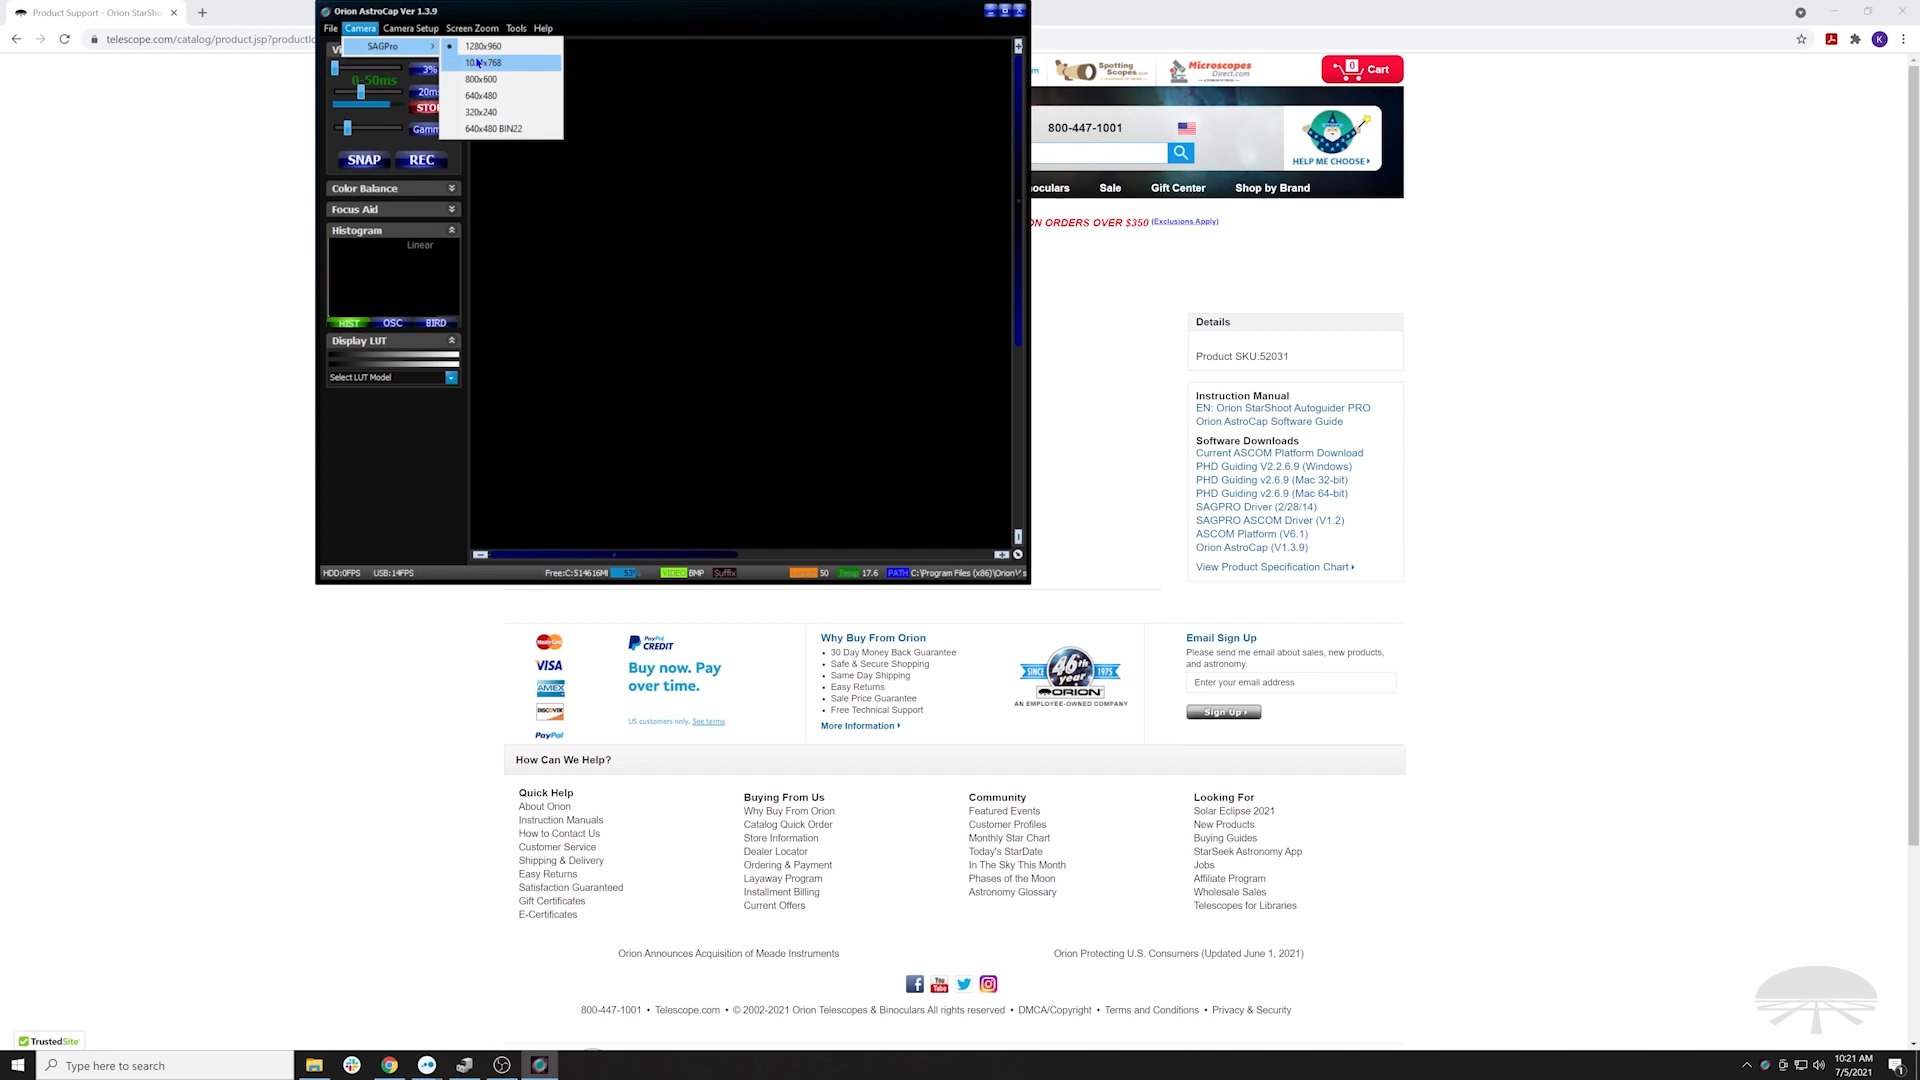 Product Support - Orion StarSho
telescope.com/catalog/product.jsp?productI
Orion AstroCap Ver 1.3.9
File Camera Camera Setup Screen Zoom Tools Help
SAGPro
1280x960
800x600
640x480
320x240
640x480 BIN22
3%
0-50ms
20ms
Gamm
SNAP REC
Color Balance
Focus Aid
Histogram
Linear
HIST OSC BIRD
Display LUT
Select LUT Model
HDD:0FPS USB:14FPS Free:C:514616M 53% VIDEO BMP Suffix 50 Temp 17.6 PATH C:\Program Files (x86)\Orion\
Spotting
Scopes.com
Microscopes
Direct.com
0 Cart
800-447-1001
HELP ME CHOOSE
oculars Sale Gift Center Shop by Brand
ON ORDERS OVER $350 (Exclusions Apply)
Details
Product SKU:52031
Instruction Manual
EN: Orion StarShoot Autoguider PRO
Orion AstroCap Software Guide
Software Downloads
Current ASCOM Platform Download
PHD Guiding V2.2.6.9 (Windows)
PHD Guiding v2.6.9 (Mac 32-bit)
PHD Guiding v2.6.9 (Mac 64-bit)
SAGPRO Driver (2/28/14)
SAGPRO ASCOM Driver (V1.2)
ASCOM Platform (V6.1)
Orion AstroCap (V1.3.9)
View Product Specification Chart
MasterCard
VISA
AMEX
DISCOVER
PayPal
PayPal
CREDIT
Buy now. Pay
over time.
US customers only. See terms
Why Buy From Orion
• 30 Day Money Back Guarantee
• Safe & Secure Shopping
• Same Day Shipping
• Easy Returns
• Sale Price Guarantee
• Free Technical Support
More Information
SINCE 46th year 1975
ORION
AN EMPLOYEE-OWNED COMPANY
Email Sign Up
Please send me email about sales, new products,
and astronomy.
Enter your email address
Sign Up
How Can We Help?
Quick Help
About Orion
Instruction Manuals
How to Contact Us
Customer Service
Shipping & Delivery
Easy Returns
Satisfaction Guaranteed
Gift Certificates
E-Certificates
Buying From Us
Why Buy From Orion
Catalog Quick Order
Store Information
Dealer Locator
Ordering & Payment
Layaway Program
Installment Billing
Current Offers
Community
Featured Events
Customer Profiles
Monthly Star Chart
Today's StarDate
In The Sky This Month
Phases of the Moon
Astronomy Glossary
Looking For
Solar Eclipse 2021
New Products
Buying Guides
StarSeek Astronomy App
Jobs
Affiliate Program
Wholesale Sales
Telescopes for Libraries
Orion Announces Acquisition of Meade Instruments
Orion Protecting U.S. Consumers (Updated June 1, 2021)
You Tube
800-447-1001 • Telescope.com • © 2002-2021 Orion Telescopes & Binoculars All rights reserved • DMCA/Copyright • Terms and Conditions • Privacy & Security
TrustedSite
Type here to search
10:21 AM
7/5/2021